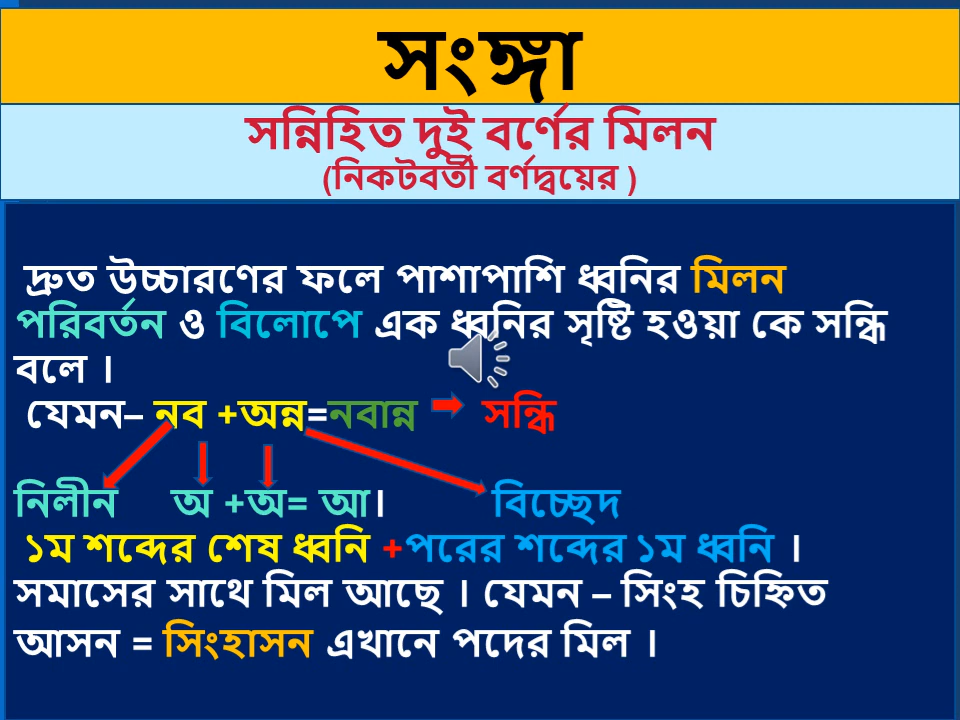 সংঙ্গা
সন্নিহিত দুই বর্ণের মিলন
(নিকটবর্তী বর্ণদ্বয়ের )
দ্রুত উচ্চারণের ফলে পাশাপাশি ধ্বনির মিলন
পরিবর্তন ও বিলোপে এক ধ্বনির সৃষ্টি হওয়া কে সন্ধি
বলে ।
যেমন– নব +অন্ন=নবান্ন সন্ধি
নিলীন অ +অ= আ। বিচ্ছেদ
১ম শব্দের শেষ ধ্বনি +পরের শব্দের ১ম ধ্বনি ।
সমাসের সাথে মিল আছে । যেমন – সিংহ চিহ্নিত
আসন = সিংহাসন এখানে পদের মিল ।